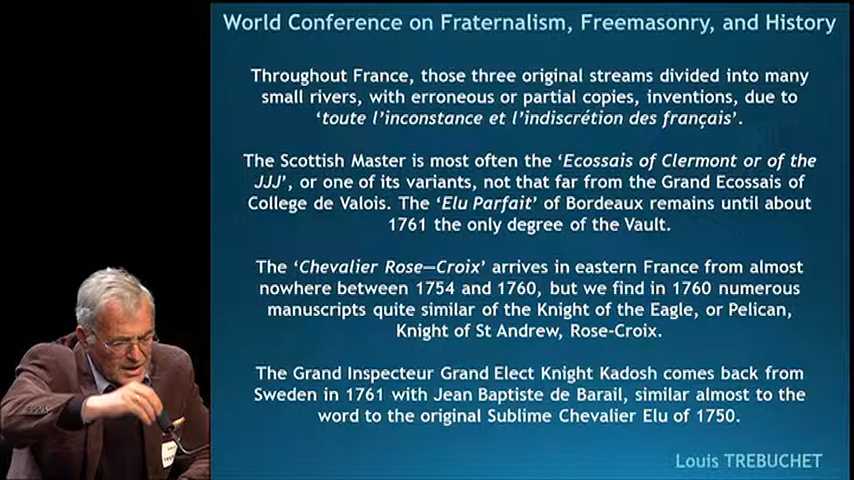 World Conference on Fraternalism, Freemasonry, and History
Throughout France, those three original streams divided into many
small rivers, with erroneous or partial copies, inventions, due to
‘toute l’inconstance et l’indiscrétion des français’.
The Scottish Master is most often the ‘Ecossais of Clermont or of the
JJJ’, or one of its variants, not that far from the Grand Ecossais of
College de Valois. The ‘Elu Parfait’ of Bordeaux remains until about
1761 the only degree of the Vault.
The ‘Chevalier Rose—Croix’ arrives in eastern France from almost
nowhere between 1754 and 1760, but we find in 1760 numerous
manuscripts quite similar of the Knight of the Eagle, or Pelican,
Knight of St Andrew, Rose-Croix.
The Grand Inspecteur Grand Elect Knight Kadosh comes back from
Sweden in 1761 with Jean Baptiste de Barail, similar almost to the
word to the original Sublime Chevalier Elu of 1750.
Louis TREBUCHET